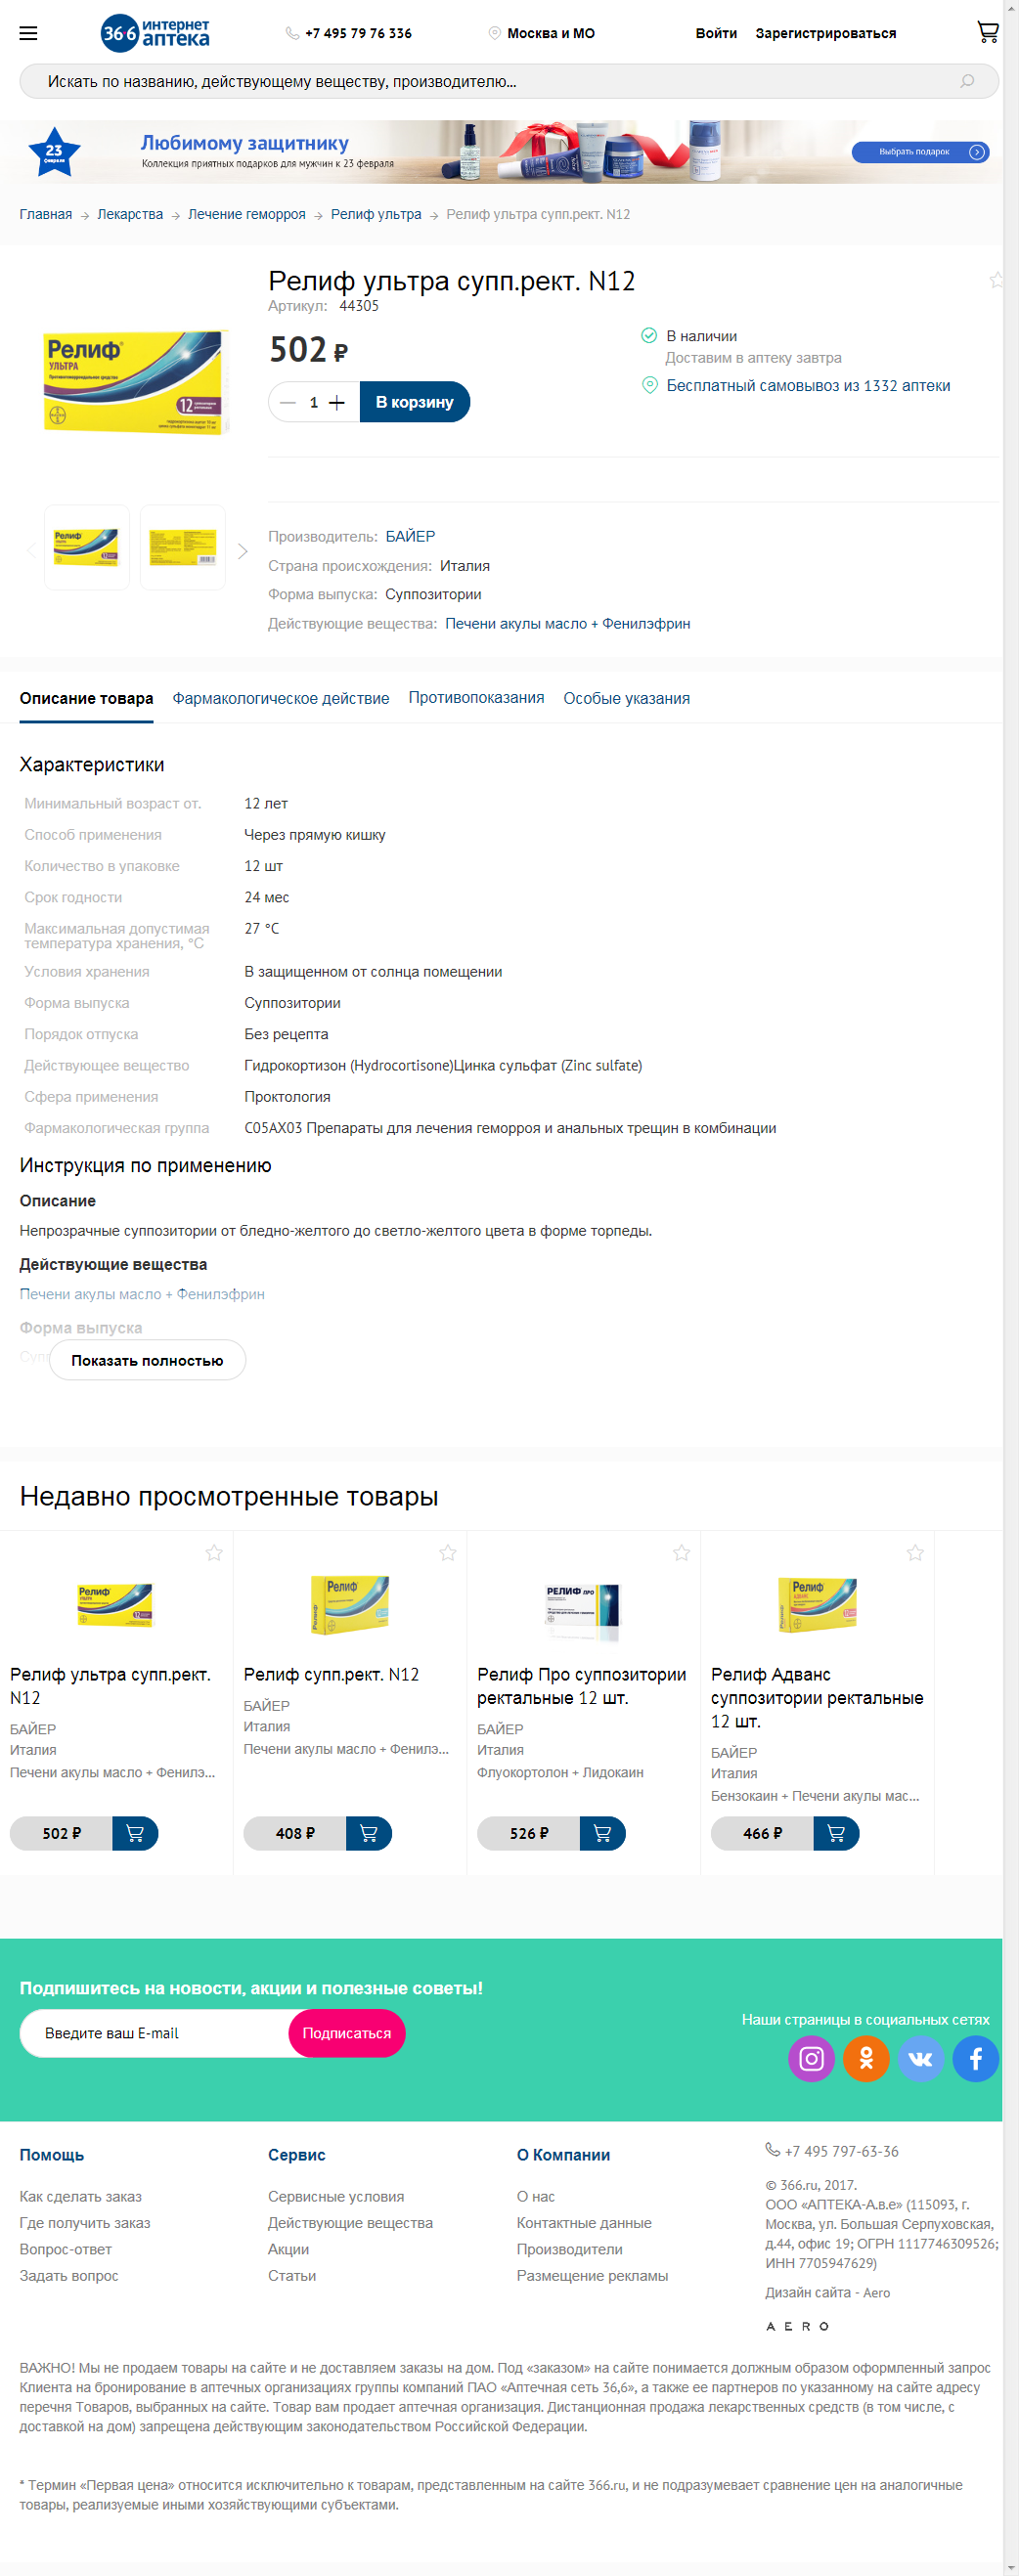 36·6 интернет аптека
+7 495 79 76 336
Москва и МО
Войти
Зарегистрироваться
Искать по названию, действующему веществу, производителю...
23
февраля
Любимому защитнику
Коллекция приятных подарков для мужчин к 23 февраля
Выбрать подарок
Главная → Лекарства → Лечение геморроя → Релиф ультра → Релиф ультра супп.рект. N12
Релиф ультра супп.рект. N12
Артикул: 44305
Релиф®
УЛЬТРА
12
502 ₽
В наличии
Доставим в аптеку завтра
Бесплатный самовывоз из 1332 аптеки
— 1 +
В корзину
Производитель: БАЙЕР
Страна происхождения: Италия
Форма выпуска: Суппозитории
Действующие вещества: Печени акулы масло + Фенилэфрин
Описание товара
Фармакологическое действие
Противопоказания
Особые указания
Характеристики
Минимальный возраст от. 12 лет
Способ применения Через прямую кишку
Количество в упаковке 12 шт
Срок годности 24 мес
Максимальная допустимая 27 °C
температура хранения, °C
Условия хранения В защищенном от солнца помещении
Форма выпуска Суппозитории
Порядок отпуска Без рецепта
Действующее вещество Гидрокортизон (Hydrocortisone)Цинка сульфат (Zinc sulfate)
Сфера применения Проктология
Фармакологическая группа C05AX03 Препараты для лечения геморроя и анальных трещин в комбинации
Инструкция по применению
Описание
Непрозрачные суппозитории от бледно-желтого до светло-желтого цвета в форме торпеды.
Действующие вещества
Печени акулы масло + Фенилэфрин
Форма выпуска
Показать полностью
Недавно просмотренные товары
Релиф ультра супп.рект.
N12
БАЙЕР
Италия
Печени акулы масло + Фенилэ...
502 ₽
Релиф супп.рект. N12
БАЙЕР
Италия
Печени акулы масло + Фенилэ...
408 ₽
Релиф Про суппозитории
ректальные 12 шт.
БАЙЕР
Италия
Флуокортолон + Лидокаин
526 ₽
Релиф Адванс
суппозитории ректальные
12 шт.
БАЙЕР
Италия
Бензокаин + Печени акулы мас...
466 ₽
Подпишитесь на новости, акции и полезные советы!
Введите ваш E-mail
Подписаться
Наши страницы в социальных сетях
Помощь
Как сделать заказ
Где получить заказ
Вопрос-ответ
Задать вопрос
Сервис
Сервисные условия
Действующие вещества
Акции
Статьи
О Компании
О нас
Контактные данные
Производители
Размещение рекламы
+7 495 797-63-36
© 366.ru, 2017.
ООО «АПТЕКА-А.в.е» (115093, г.
Москва, ул. Большая Серпуховская,
д.44, офис 19; ОГРН 1117746309526;
ИНН 7705947629)
Дизайн сайта - Aero
AERO
ВАЖНО! Мы не продаем товары на сайте и не доставляем заказы на дом. Под «заказом» на сайте понимается должным образом оформленный запрос
Клиента на бронирование в аптечных организациях группы компаний ПАО «Аптечная сеть 36,6», а также ее партнеров по указанному на сайте адресу
перечня Товаров, выбранных на сайте. Товар вам продает аптечная организация. Дистанционная продажа лекарственных средств (в том числе, с
доставкой на дом) запрещена действующим законодательством Российской Федерации.
* Термин «Первая цена» относится исключительно к товарам, представленным на сайте 366.ru, и не подразумевает сравнение цен на аналогичные
товары, реализуемые иными хозяйствующими субъектами.